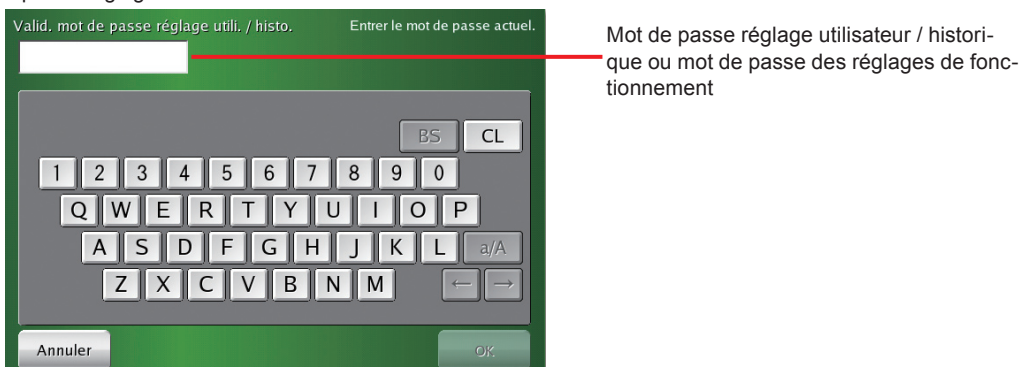 Valid. mot de passe réglage utili. / histo. Entrer le mot de passe actuel.
Mot de passe réglage utilisateur / histori-
que ou mot de passe des réglages de fonc-
tionnement
BS CL
1 2 3 4 5 6 7 8 9 0
Q W E R T Y U I O P
A S D F G H J K L a/A
Z X C V B N M ← →
Annuler OK